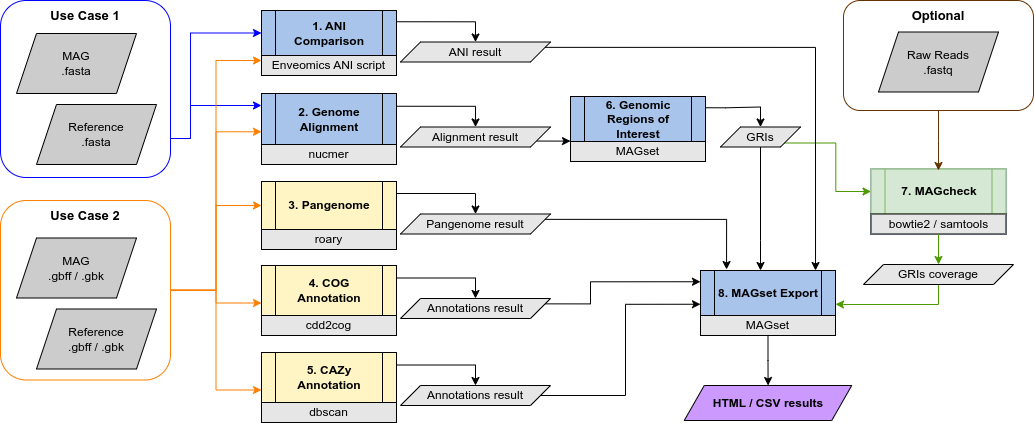 Use Case 1
MAG
.fasta
Reference
.fasta
Use Case 2
MAG
.gbff / .gbk
Reference
.gbff / .gbk
1. ANI
Comparison
Enveomics ANI script
ANI result
2. Genome
Alignment
nucmer
Alignment result
3. Pangenome
roary
Pangenome result
4. COG
Annotation
cdd2cog
Annotations result
5. CAZy
Annotation
dbscan
Annotations result
6. Genomic
Regions of
Interest
MAGset
GRIs
Optional
Raw Reads
.fastq
7. MAGcheck
bowtie2 / samtools
GRIs coverage
8. MAGset Export
MAGset
HTML / CSV results